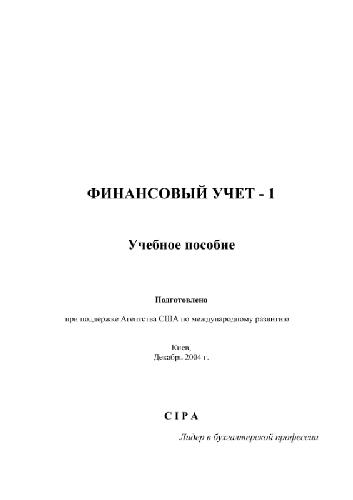 ФИНАНСОВЫЙ УЧЕТ - 1
Учебное пособие
Подготовлено
при поддержке Агентства США по международному развитию
Киев,
Декабрь 2004 г.
C I P A
Лидер в бухгалтерской профессии